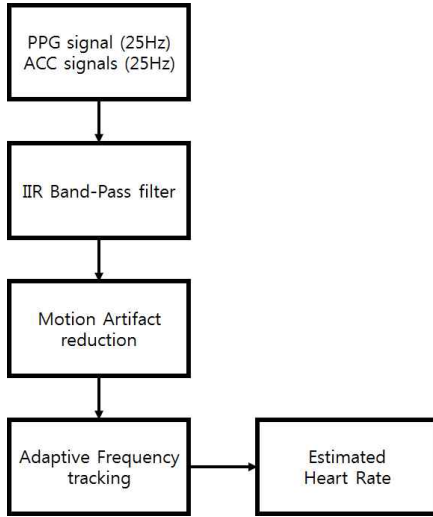 PPG signal (25Hz)
ACC signals (25Hz)
IIR Band-Pass filter
Motion Artifact
reduction
Adaptive Frequency
tracking
Estimated
Heart Rate